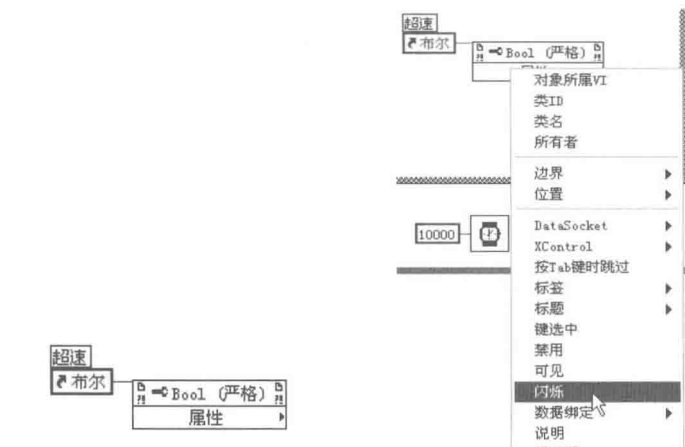 超速
布尔
Bool (严格)
对象所属VI
类ID
类名
所有者
边界
位置
10000
DataSocket
XControl
按Tab键时跳过
标签
标题
键选中
禁用
可见
闪烁
数据绑定
说明
超速
布尔
Bool (严格)
属性